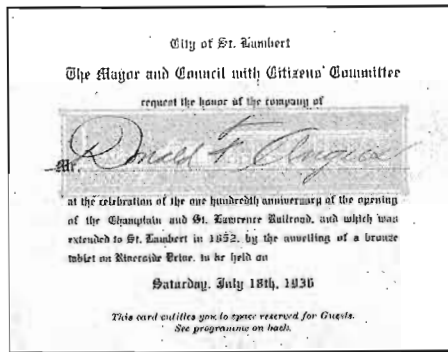 City of St. Lambert
The Mayor and Council with Citizens' Committee
request the honor of the company of
Mr. Donald F. Angus
at the celebration of the one hundredth anniversary of the opening
of the Champlain and St. Lawrence Railroad, and which was
extended to St. Lambert in 1852, by the unveiling of a bronze
tablet on Riverside Drive, to be held on
Saturday, July 18th, 1936
This card entitles you to space reserved for Guests.
See programme on back.